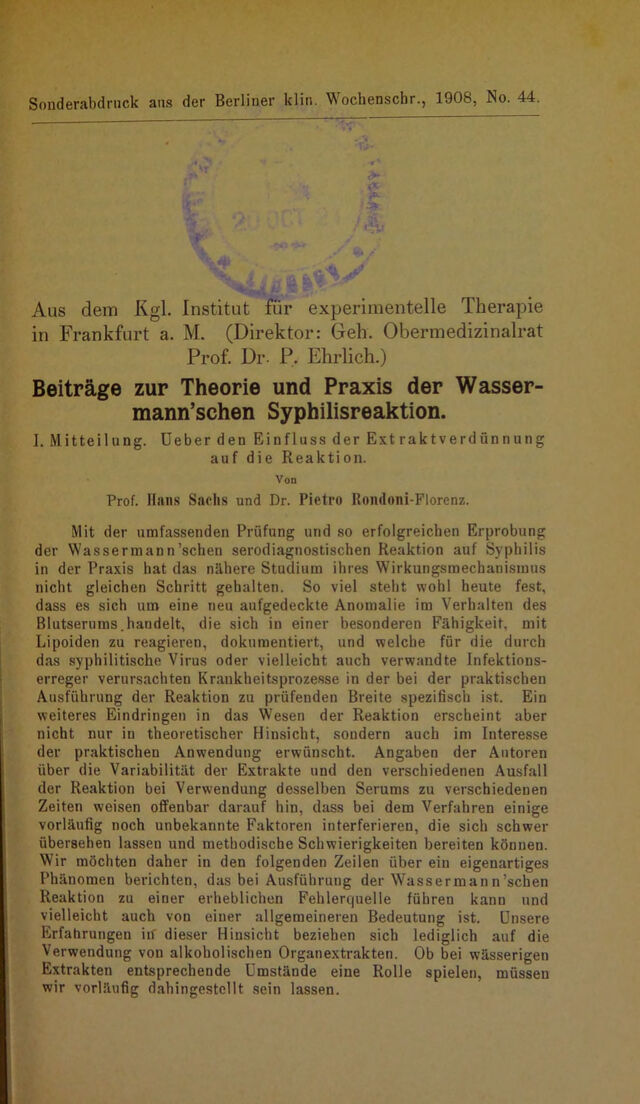 Sonderabdruck aus der Berliner klin. Wochenschr., 1908, No. 44.
20 OCT
Aus dem Kgl. Institut für experimentelle Therapie
in Frankfurt a. M. (Direktor: Geh. Obermedizinalrat
Prof. Dr. P. Ehrlich.)
Beiträge zur Theorie und Praxis der Wasser-
mann'schen Syphilisreaktion.
I. Mitteilung. Ueber den Einfluss der Extraktverdünnung
auf die Reaktion.
Von
Prof. Hans Sachs und Dr. Pietro Rondoni-Florenz.
Mit der umfassenden Prüfung und so erfolgreichen Erprobung
der Wassermann'schen serodiagnostischen Reaktion auf Syphilis
in der Praxis hat das nähere Studium ihres Wirkungsmechanismus
nicht gleichen Schritt gehalten. So viel steht wohl heute fest,
dass es sich um eine neu aufgedeckte Anomalie im Verhalten des
Blutserums handelt, die sich in einer besonderen Fähigkeit, mit
Lipoiden zu reagieren, dokumentiert, und welche für die durch
das syphilitische Virus oder vielleicht auch verwandte Infektions-
erreger verursachten Krankheitsprozesse in der bei der praktischen
Ausführung der Reaktion zu prüfenden Breite spezifisch ist. Ein
weiteres Eindringen in das Wesen der Reaktion erscheint aber
nicht nur in theoretischer Hinsicht, sondern auch im Interesse
der praktischen Anwendung erwünscht. Angaben der Autoren
über die Variabilität der Extrakte und den verschiedenen Ausfall
der Reaktion bei Verwendung desselben Serums zu verschiedenen
Zeiten weisen offenbar darauf hin, dass bei dem Verfahren einige
vorläufig noch unbekannte Faktoren interferieren, die sich schwer
übersehen lassen und methodische Schwierigkeiten bereiten können.
Wir möchten daher in den folgenden Zeilen über ein eigenartiges
Phänomen berichten, das bei Ausführung der Wassermann'schen
Reaktion zu einer erheblichen Fehlerquelle führen kann und
vielleicht auch von einer allgemeineren Bedeutung ist. Unsere
Erfahrungen in dieser Hinsicht beziehen sich lediglich auf die
Verwendung von alkoholischen Organextrakten. Ob bei wässerigen
Extrakten entsprechende Umstände eine Rolle spielen, müssen
wir vorläufig dahingestellt sein lassen.